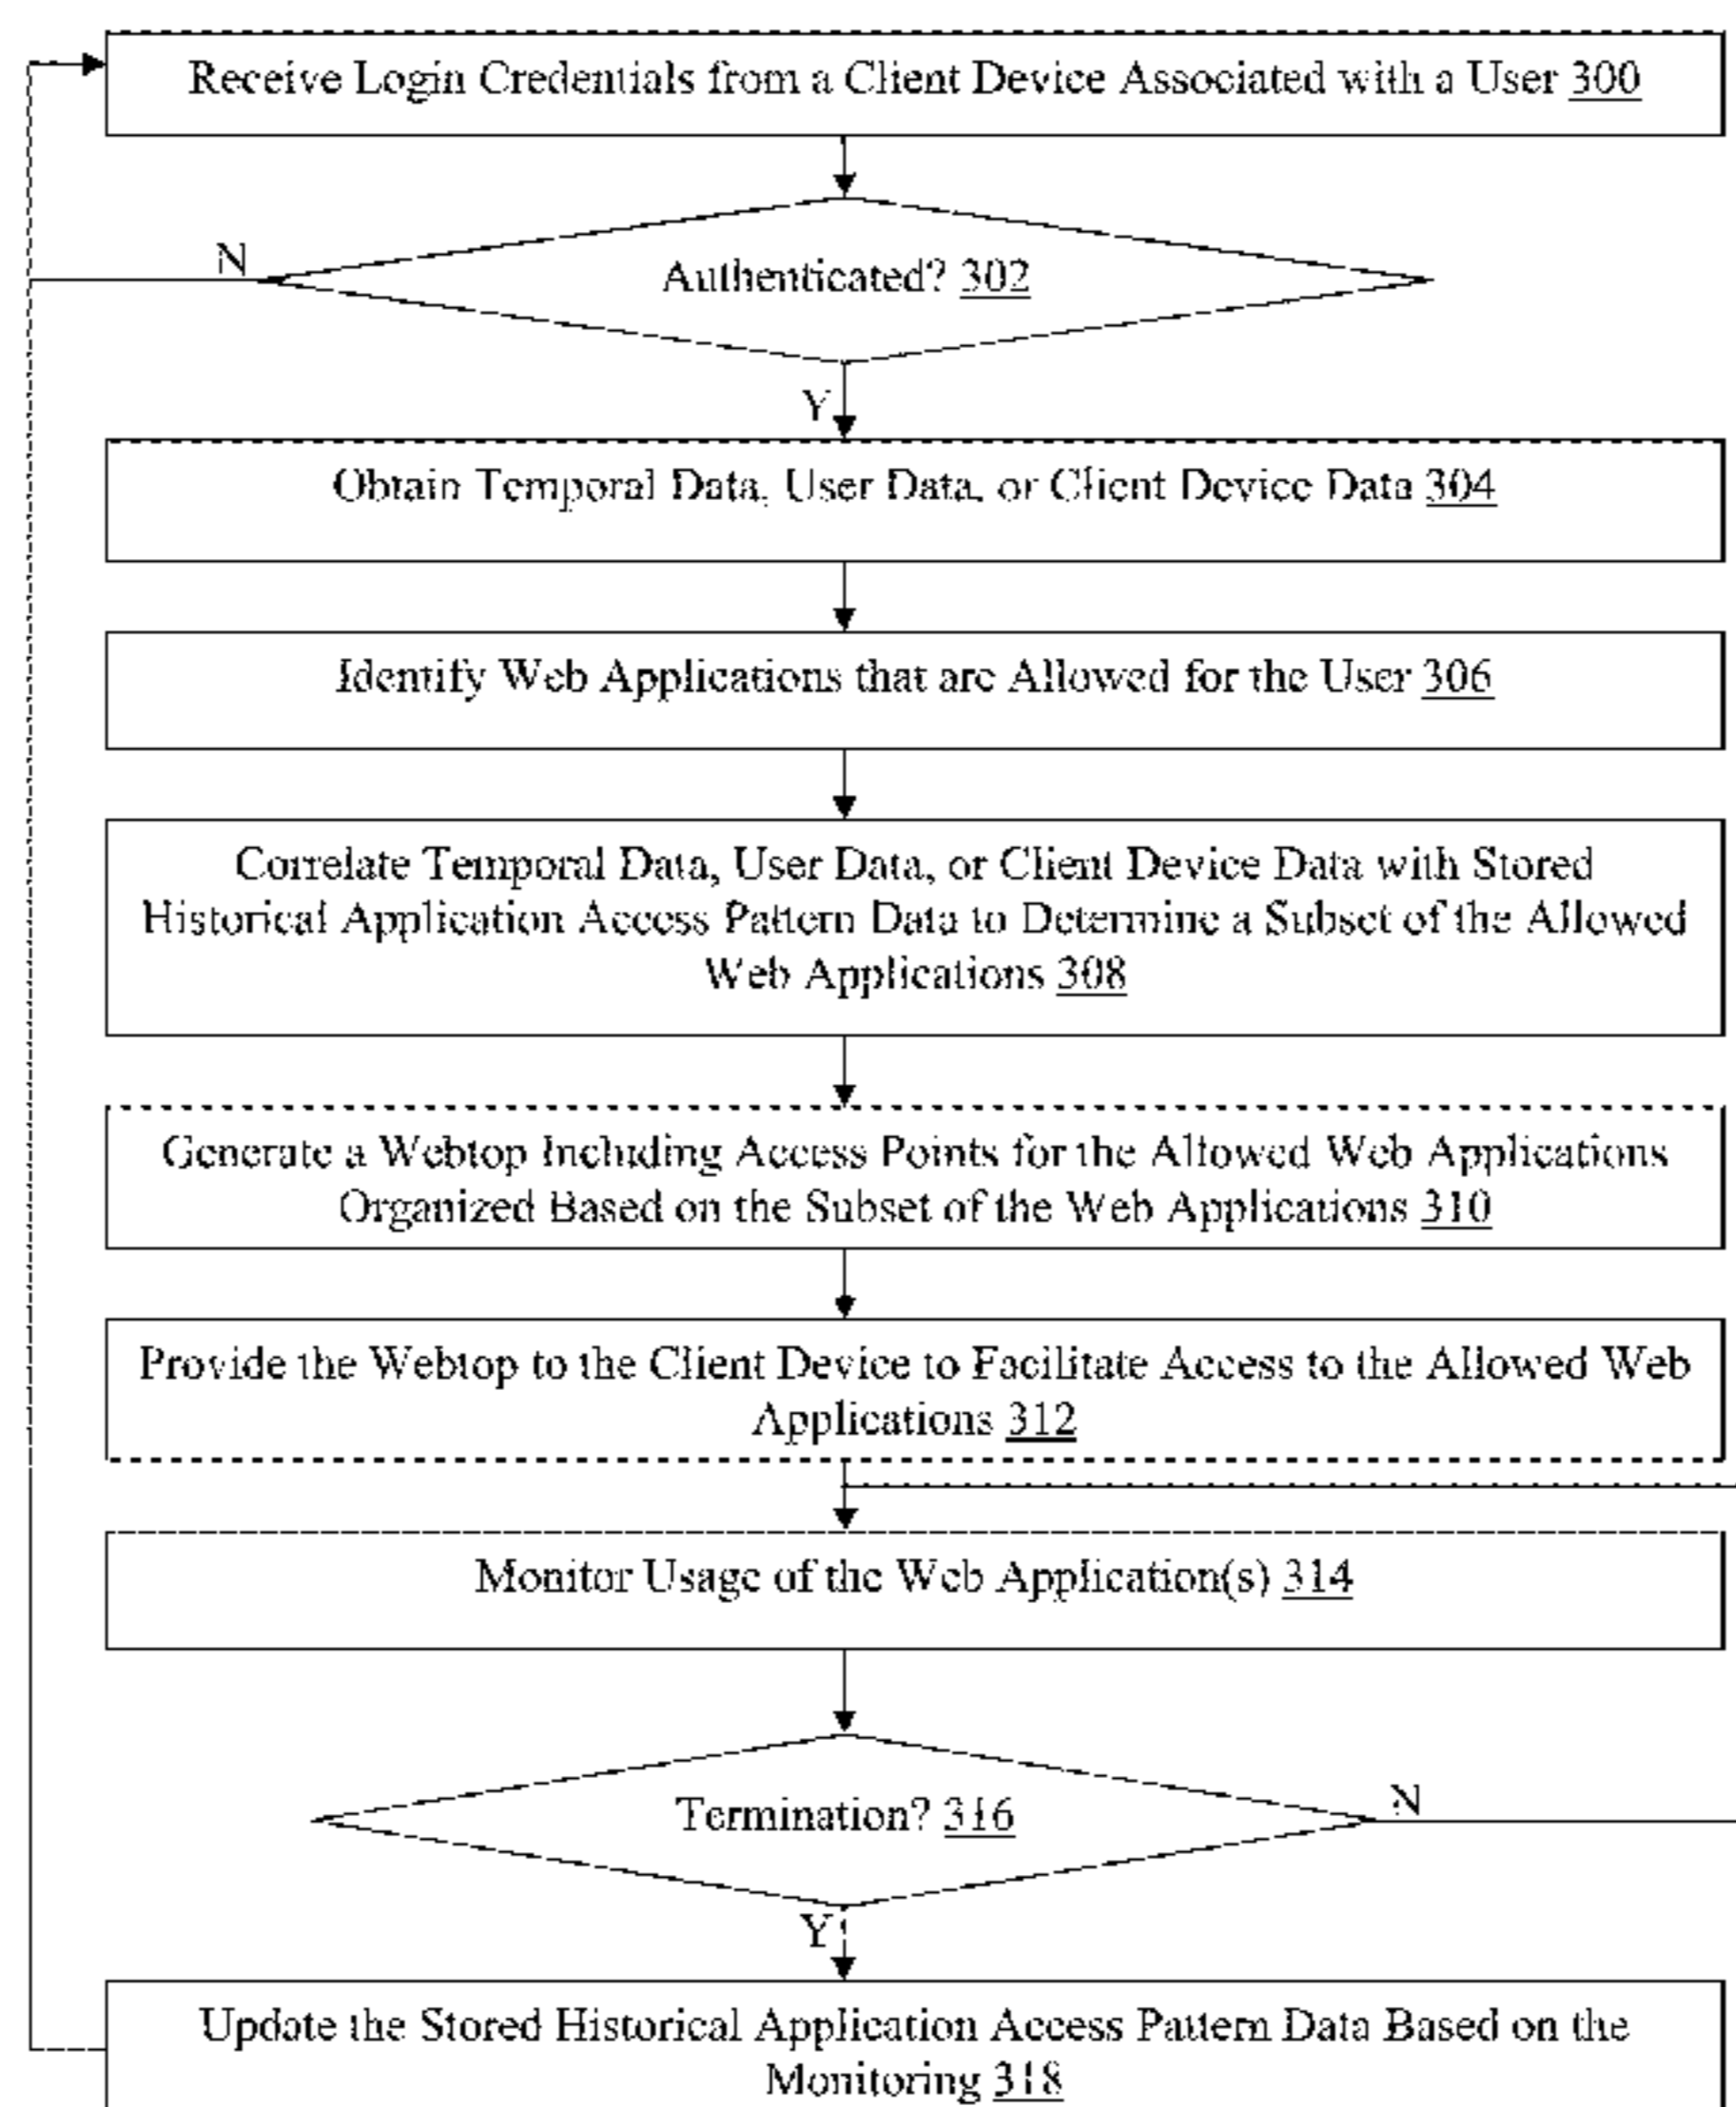 Receive Login Credentials from a Client Device Associated with a User 300
N
Authenticated? 302
Y
Obtain Temporal Data, User Data, or Client Device Data 304
Identify Web Applications that are Allowed for the User 306
Correlate Temporal Data, User Data, or Client Device Data with Stored
Historical Application Access Pattern Data to Determine a Subset of the Allowed
Web Applications 308
Generate a Webtop Including Access Points for the Allowed Web Applications
Organized Based on the Subset of the Web Applications 310
Provide the Webtop to the Client Device to Facilitate Access to the Allowed Web
Applications 312
Monitor Usage of the Web Application(s) 314
N
Termination? 316
Y
Update the Stored Historical Application Access Pattern Data Based on the
Monitoring 318